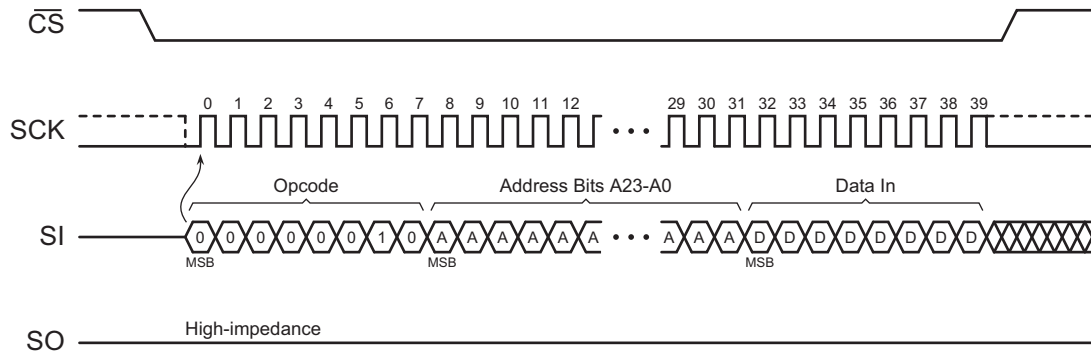 CS
0 1 2 3 4 5 6 7 8 9 10 11 12 29 30 31 32 33 34 35 36 37 38 39
SCK
Opcode Address Bits A23-A0 Data In
SI 0 0 0 0 0 0 1 0 A A A A A A A A A D D D D D D D D
MSB MSB MSB
High-impedance
SO